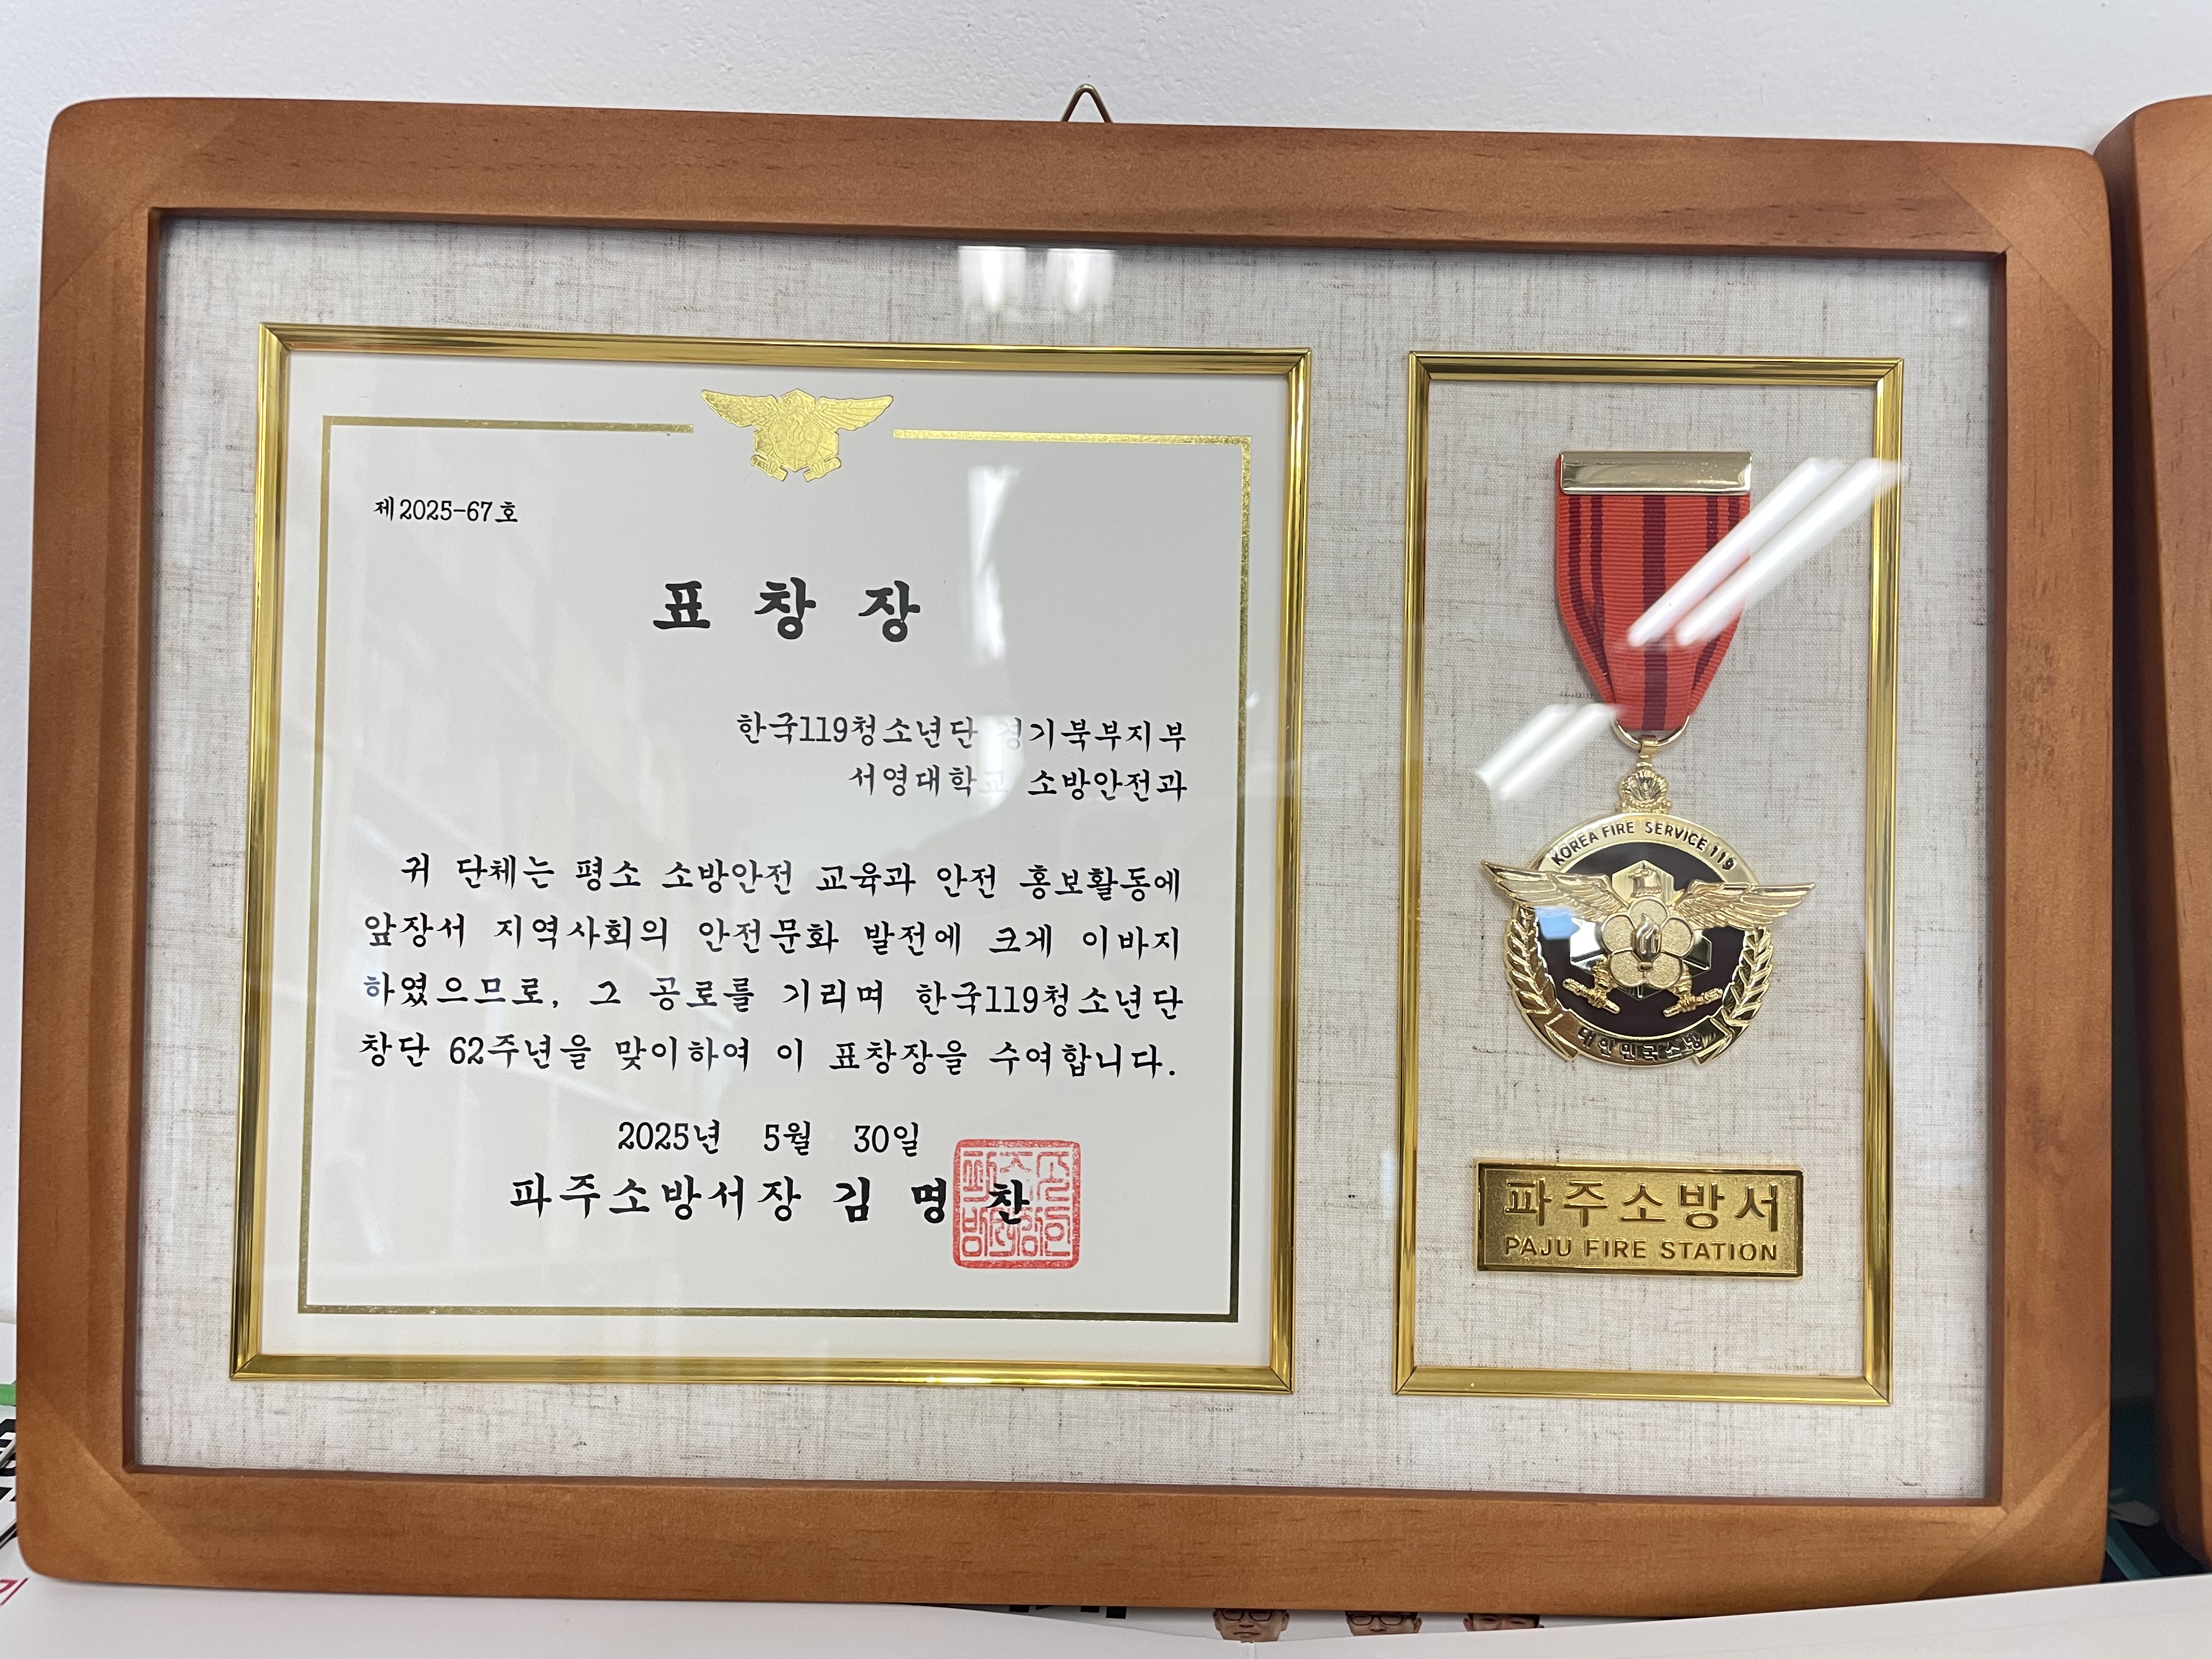 제2025-67호
표 창 장
한국119청소년단 경기북부지부
서영대학교 소방안전과
귀 단체는 평소 소방안전 교육과 안전 홍보활동에
앞장서 지역사회의 안전문화 발전에 크게 이바지
하였으므로, 그 공로를 기리며 한국119청소년단
창단 62주년을 맞이하여 이 표창장을 수여합니다.
2025년 5월 30일
파주소방서장 김 명 찬
KOREA FIRE SERVICE 119
대한민국소방
파주소방서
PAJU FIRE STATION